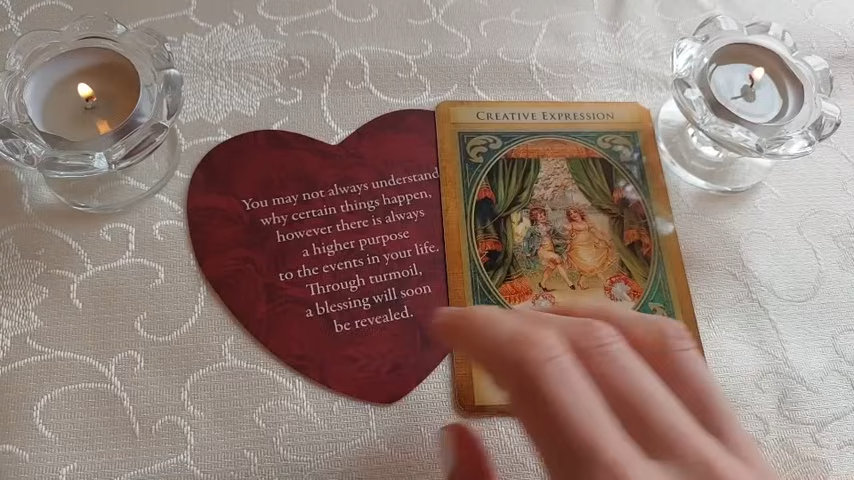 You may not always understand
why certain things happen,
however there is always
a higher purpose
to the events in your life.
Through turmoil,
a blessing will soon
be revealed.
CREATIVE EXPRESSION